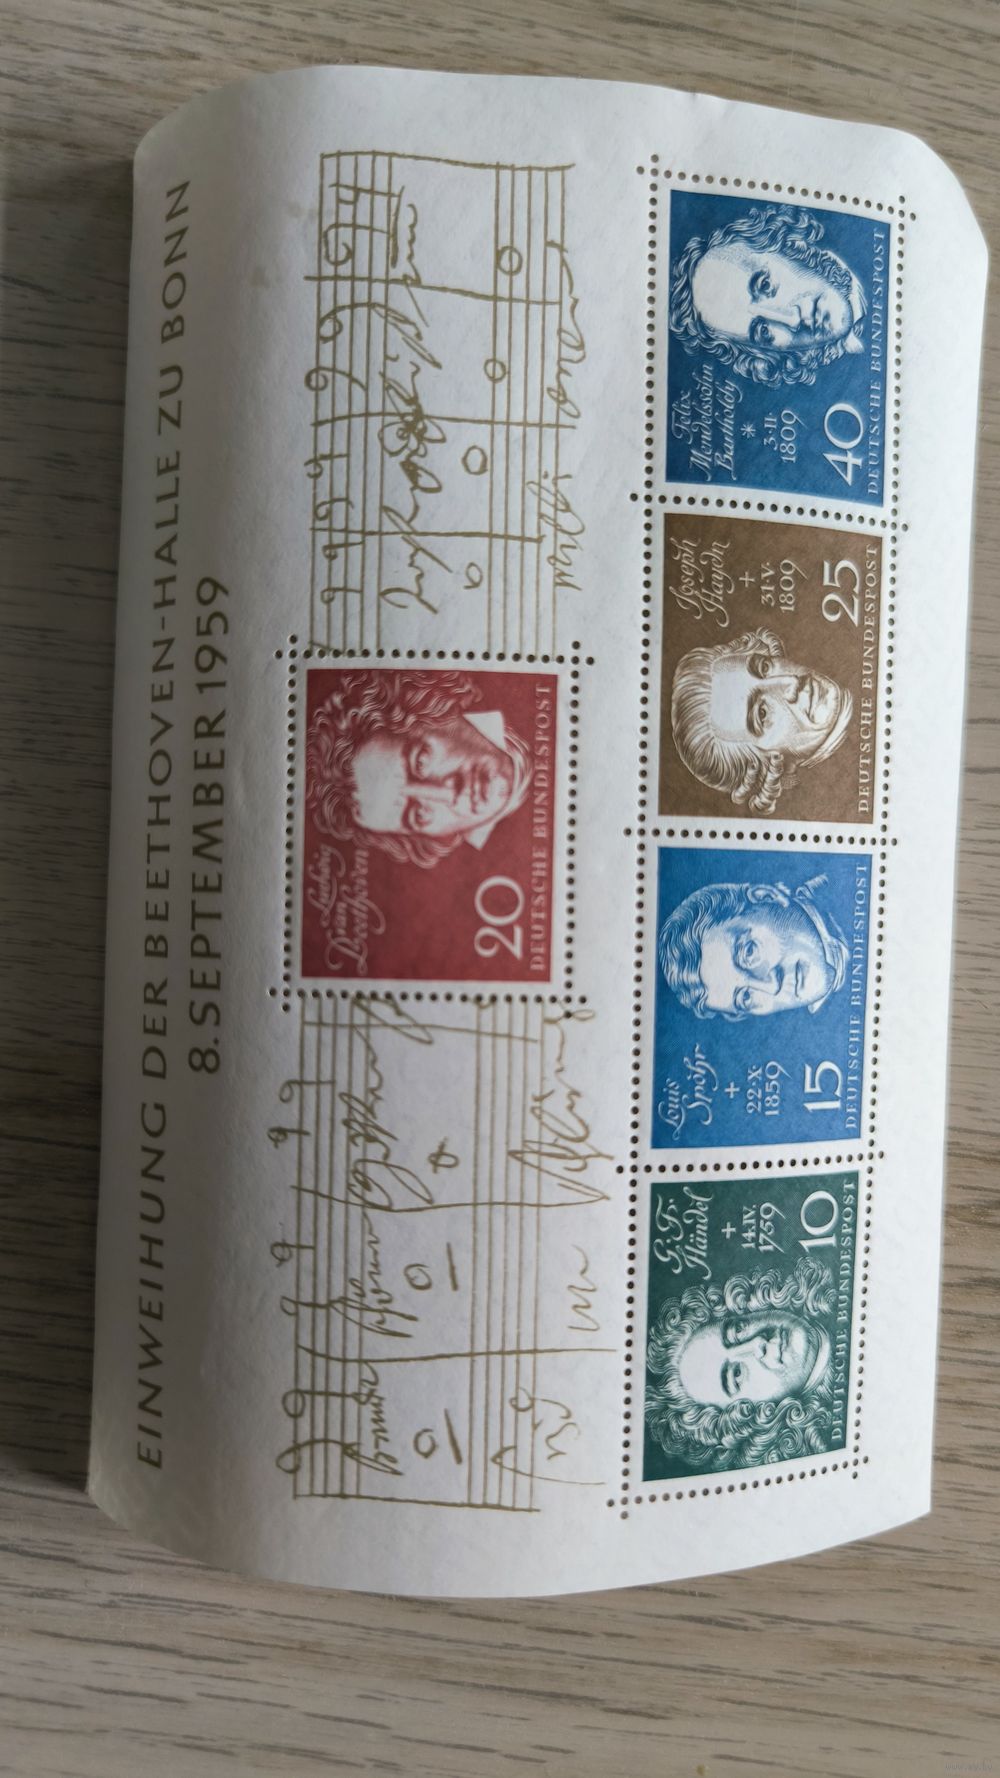 EINWEIHUNG DER BEETHOVEN-HALLE ZU BONN
8. SEPTEMBER 1959
Ludwig
van
Beethoven
20
DEUTSCHE BUNDESPOST
G. F.
Händel
+
14.IV.
1759
10
DEUTSCHE BUNDESPOST
Louis
Spohr
+
22·X·
1859
15
DEUTSCHE BUNDESPOST
Joseph
Haydn
+
31·V·
1809
25
DEUTSCHE BUNDESPOST
Felix
Mendelssohn
Bartholdy
*
3·II·
1809
40
DEUTSCHE BUNDESPOST